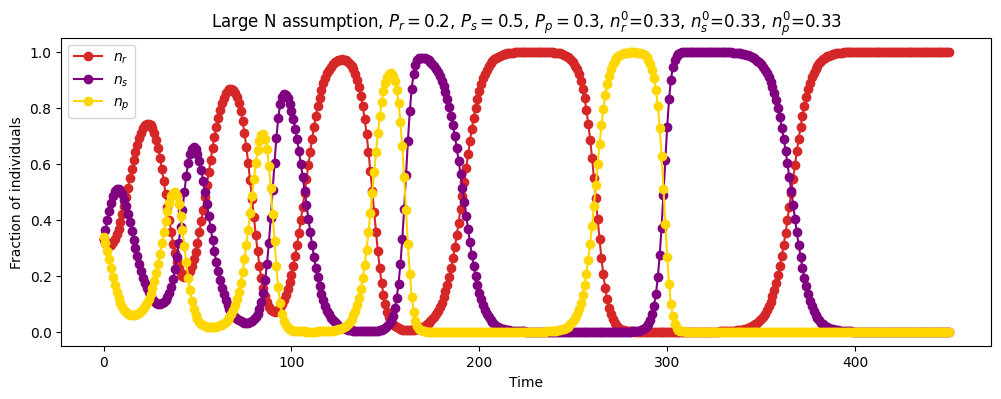 Large N assumption, $P_r = 0.2$, $P_s = 0.5$, $P_p = 0.3$, $n_r^0$=0.33, $n_s^0$=0.33, $n_p^0$=0.33
$n_r$
$n_s$
$n_p$
Fraction of individuals
1.0
0.8
0.6
0.4
0.2
0.0
0 100 200 300 400
Time